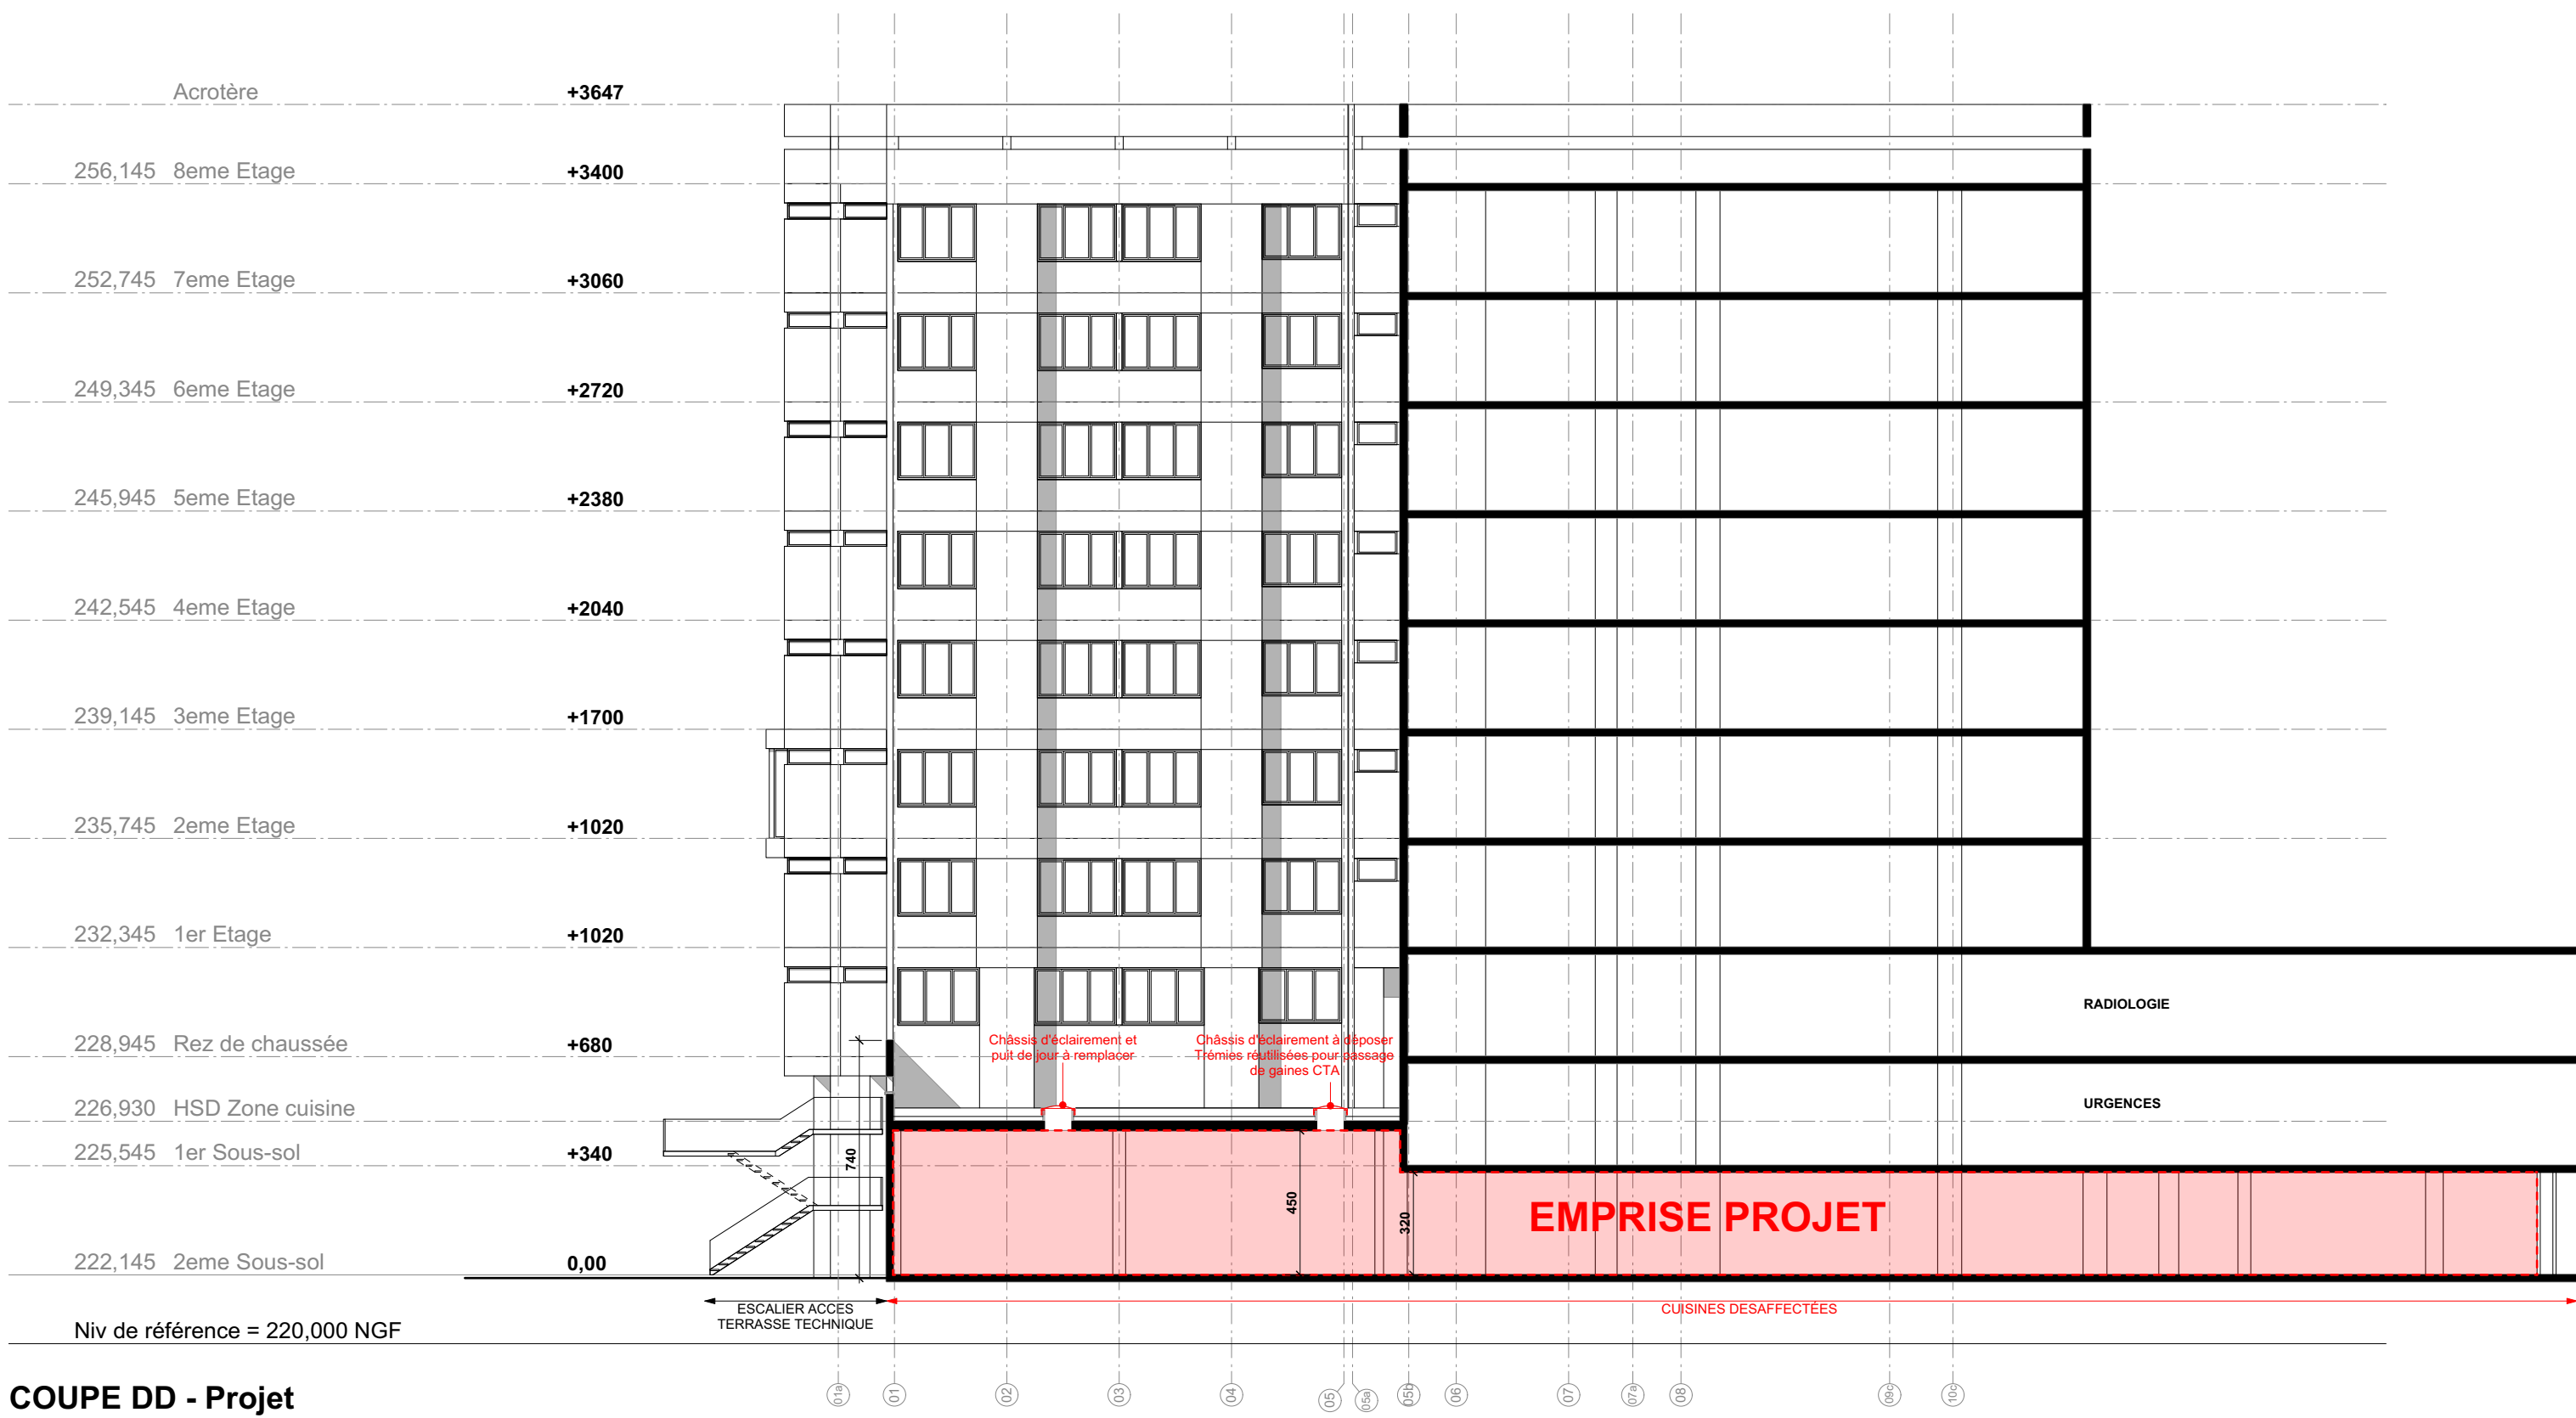 Acrotère +3647
256,145 8eme Etage +3400
252,745 7eme Etage +3060
249,345 6eme Etage +2720
245,945 5eme Etage +2380
242,545 4eme Etage +2040
239,145 3eme Etage +1700
235,745 2eme Etage +1020
232,345 1er Etage +1020
RADIOLOGIE
228,945 Rez de chaussée +680
Châssis d'éclairement et
puit de jour à remplacer
Châssis d'éclairement à déposer
Trémies réutilisées pour passage
de gaines CTA
226,930 HSD Zone cuisine
URGENCES
225,545 1er Sous-sol +340
740
450
320
EMPRISE PROJET
222,145 2eme Sous-sol 0,00
ESCALIER ACCES
TERRASSE TECHNIQUE
CUISINES DESAFFECTÉES
Niv de référence = 220,000 NGF
COUPE DD - Projet
01a 01 02 03 04 05 05a 05b 06 07 07a 08 09c 10c